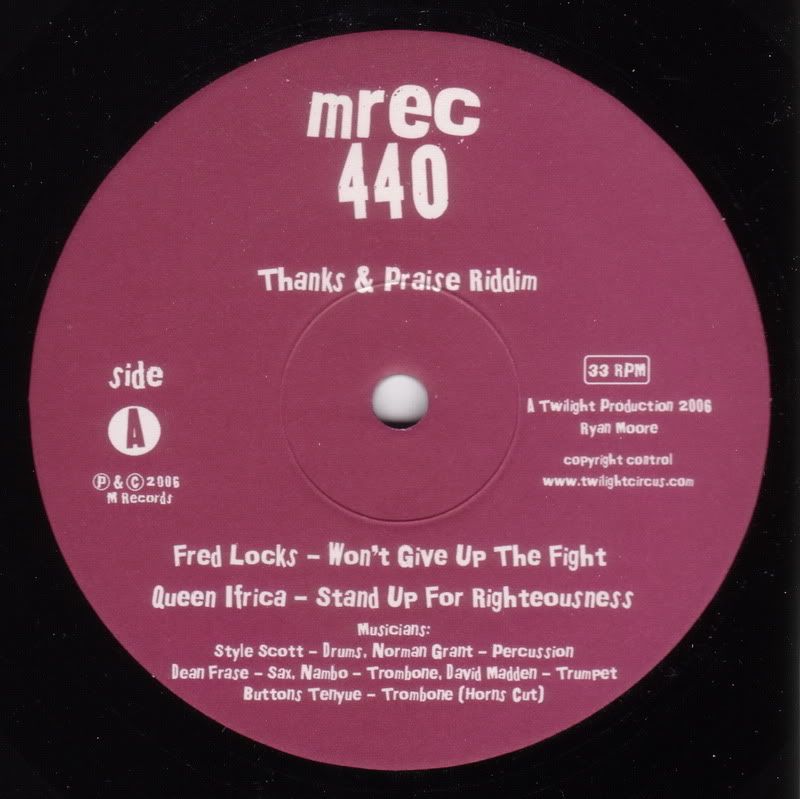 mrec
440
Thanks & Praise Riddim
side
A
Ⓟ & © 2006
M Records
33 RPM
A Twilight Production 2006
Ryan Moore
copyright control
www.twilightcircus.com
Fred Locks – Won't Give Up The Fight
Queen Ifrica – Stand Up For Righteousness
Musicians:
Style Scott – Drums, Norman Grant – Percussion
Dean Frase – Sax, Nambo – Trombone, David Madden – Trumpet
Buttons Tenyue – Trombone (Horns Cut)